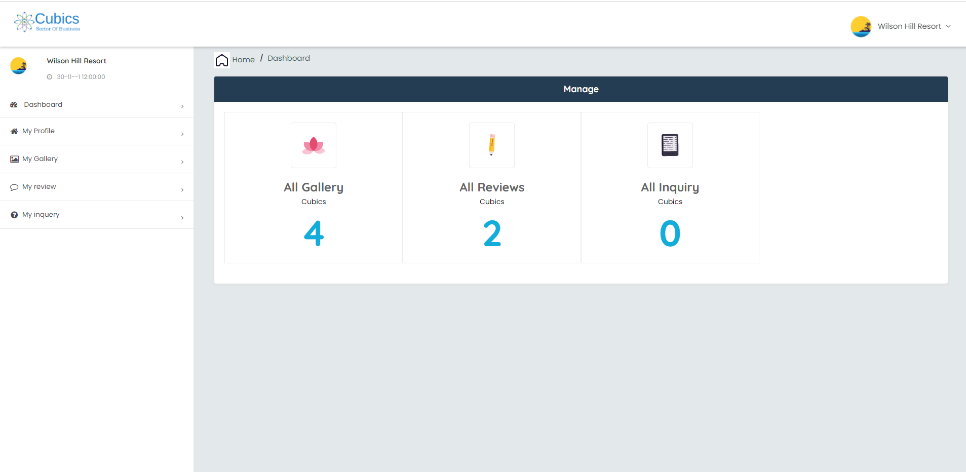 Cubics
Sector Of Business
Wilson Hill Resort
Wilson Hill Resort
30-11--1 12:00:00
Dashboard
My Profile
My Gallery
My review
My inquery
Home / Dashboard
Manage
All Gallery
Cubics
4
All Reviews
Cubics
2
All Inquiry
Cubics
0